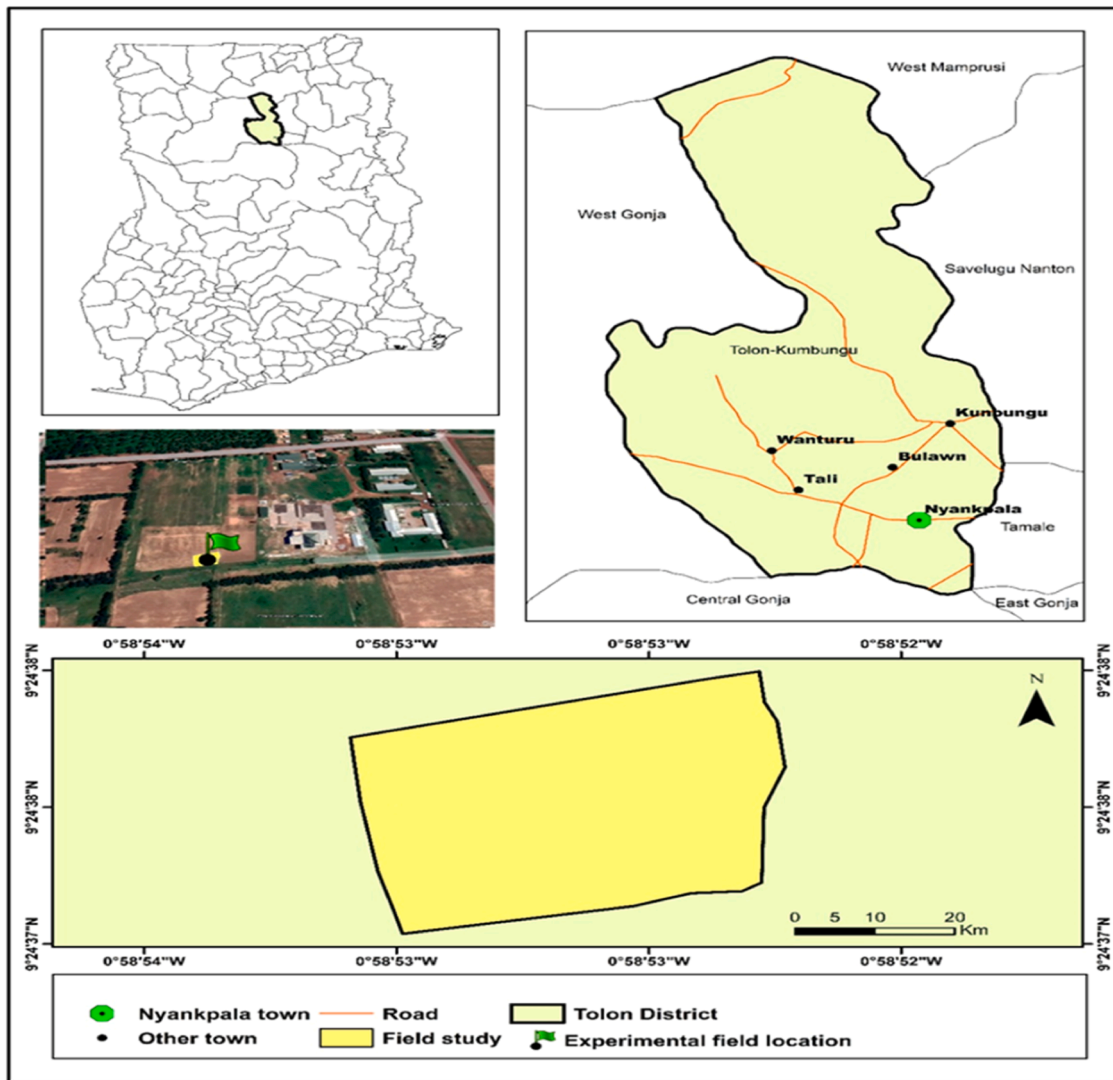 West Mamprusi
West Gonja
Savelugu Nanton
Tolon-Kumbungu
Kunbungu
Wanturu
Bulawn
Tali
Nyankpala
Tamale
Central Gonja
East Gonja
0°58'54"W 0°58'53"W 0°58'53"W 0°58'52"W
9°24'38"N 9°24'38"N
N
9°24'38"N 9°24'38"N
0 5 10 20
Km
9°24'37"N 9°24'37"N
0°58'54"W 0°58'53"W 0°58'53"W 0°58'52"W
Nyankpala town Road Tolon District
Other town Field study Experimental field location